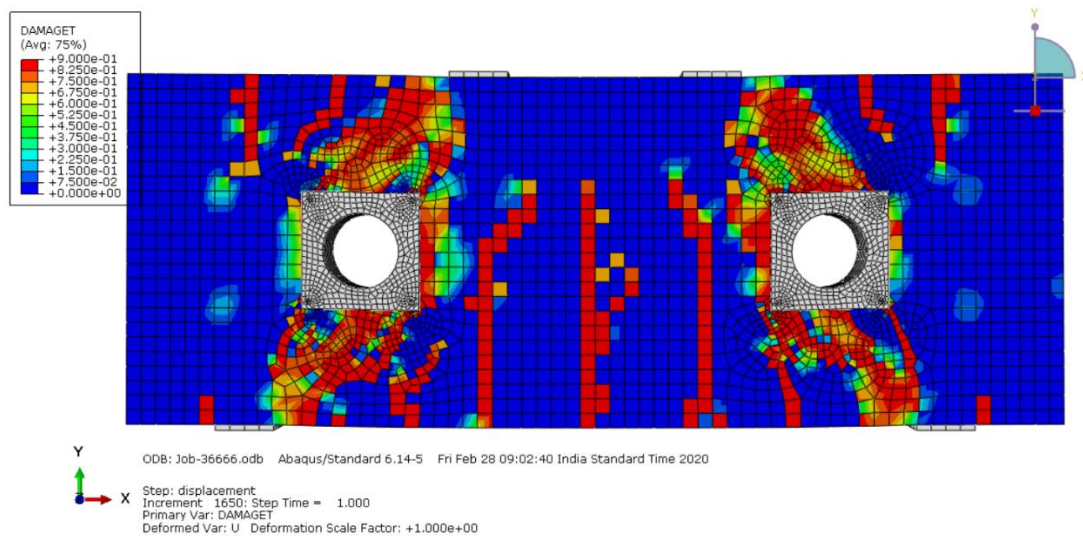 DAMAGET
(Avg: 75%)
+9.000e-01
+8.250e-01
+7.500e-01
+6.750e-01
+6.000e-01
+5.250e-01
+4.500e-01
+3.750e-01
+3.000e-01
+2.250e-01
+1.500e-01
+7.500e-02
+0.000e+00
Y
Y
X
ODB: Job-36666.odb    Abaqus/Standard 6.14-5    Fri Feb 28 09:02:40 India Standard Time 2020
Step: displacement
Increment    1650: Step Time =    1.000
Primary Var: DAMAGET
Deformed Var: U    Deformation Scale Factor: +1.000e+00